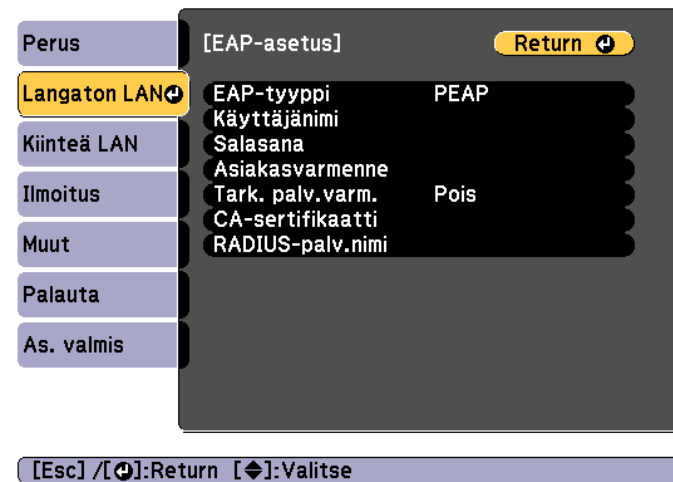 Perus
Langaton LAN
Kiinteä LAN
Ilmoitus
Muut
Palauta
As. valmis
[EAP-asetus]
Return
EAP-tyyppi PEAP
Käyttäjänimi
Salasana
Asiakasvarmenne
Tark. palv.varm. Pois
CA-sertifikaatti
RADIUS-palv.nimi
[Esc] /[ ]:Return [ ]:Valitse